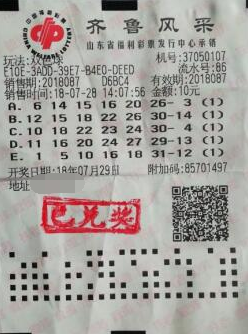 中国福利彩票
齐鲁风采
山东省福利彩票发行中心承销
玩法:双色球 机号:37050107
E10E-3ADD-39E7-B4E0-DEED 流水号:86
销售期:2018087 D6BC4 有效期:2018087
销售时:18-07-28 14:07:56 金额:10元
A. 6 14 15 16 20 26- 3 (1)
B.12 15 18 20 26 30-14 (1)
C.10 18 22 23 24 30- 4 (1)
D.11 16 21 23 29 30-13 (1)
E. 1 5 10 16 18 31-12 (1)
开奖日期:18年07月29日 附加码:85701497
地址
已兑奖